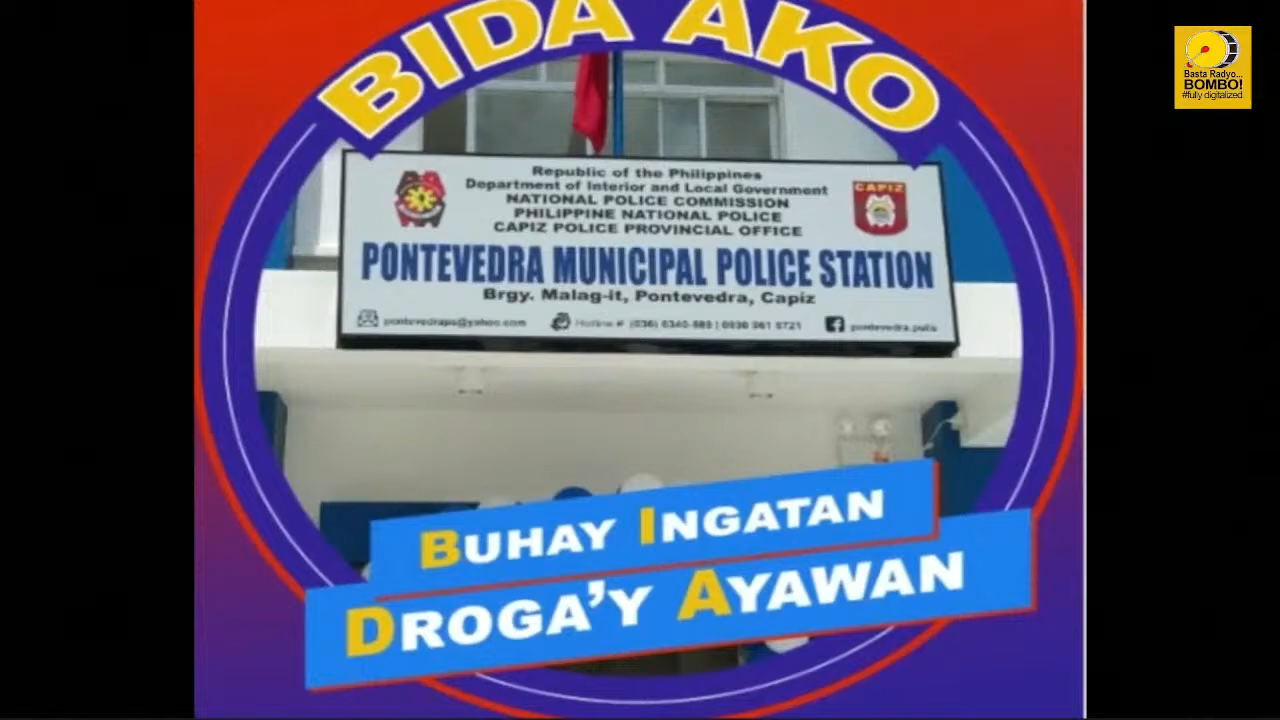 BIDA AKO
Basta Radyo...
BOMBO!
#fully digitalized
Republic of the Philippines
Department of Interior and Local Government
NATIONAL POLICE COMMISSION
PHILIPPINE NATIONAL POLICE
CAPIZ POLICE PROVINCIAL OFFICE
CAPIZ
PONTEVEDRA MUNICIPAL POLICE STATION
Brgy. Malag-it, Pontevedra, Capiz
pontevedraps@yahoo.com
Hotline #
pontevedra.pulis
BUHAY INGATAN
DROGA'Y AYAWAN